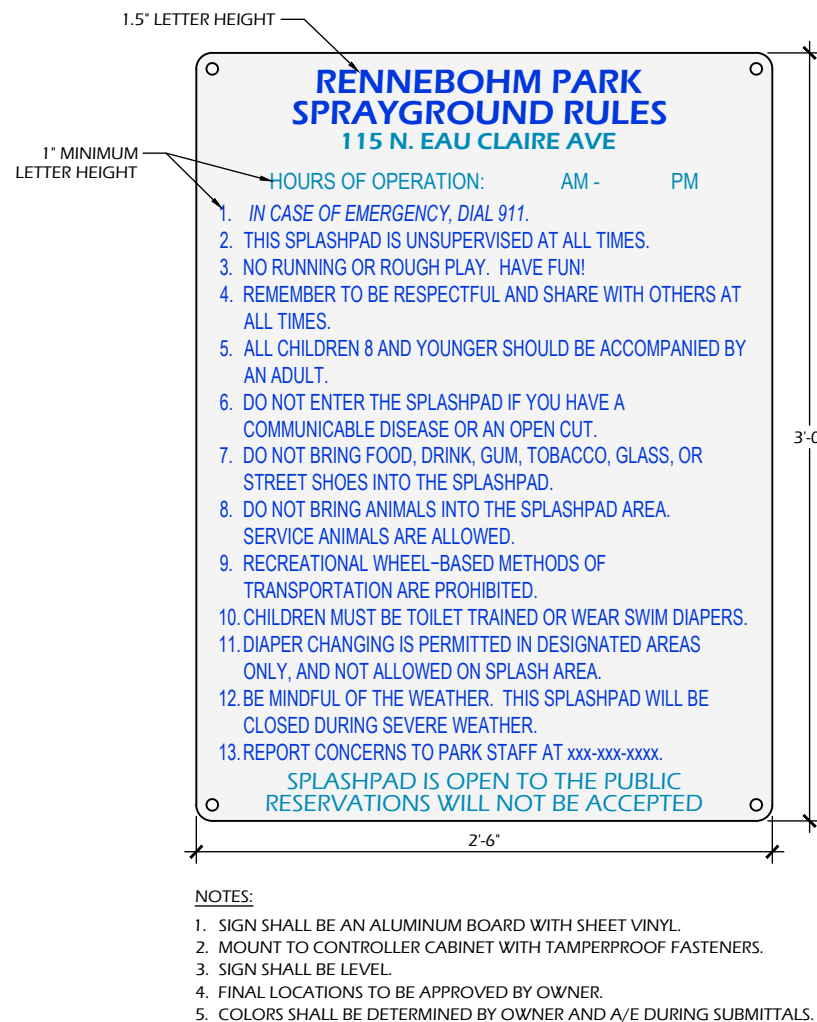 1.5" LETTER HEIGHT
RENNEBOHM PARK
SPRAYGROUND RULES
115 N. EAU CLAIRE AVE
1" MINIMUM
LETTER HEIGHT
HOURS OF OPERATION: AM - PM
1. IN CASE OF EMERGENCY, DIAL 911.
2. THIS SPLASHPAD IS UNSUPERVISED AT ALL TIMES.
3. NO RUNNING OR ROUGH PLAY. HAVE FUN!
4. REMEMBER TO BE RESPECTFUL AND SHARE WITH OTHERS AT
ALL TIMES.
5. ALL CHILDREN 8 AND YOUNGER SHOULD BE ACCOMPANIED BY
AN ADULT.
6. DO NOT ENTER THE SPLASHPAD IF YOU HAVE A
COMMUNICABLE DISEASE OR AN OPEN CUT.
7. DO NOT BRING FOOD, DRINK, GUM, TOBACCO, GLASS, OR
STREET SHOES INTO THE SPLASHPAD.
8. DO NOT BRING ANIMALS INTO THE SPLASHPAD AREA.
SERVICE ANIMALS ARE ALLOWED.
9. RECREATIONAL WHEEL-BASED METHODS OF
TRANSPORTATION ARE PROHIBITED.
10. CHILDREN MUST BE TOILET TRAINED OR WEAR SWIM DIAPERS.
11. DIAPER CHANGING IS PERMITTED IN DESIGNATED AREAS
ONLY, AND NOT ALLOWED ON SPLASH AREA.
12. BE MINDFUL OF THE WEATHER. THIS SPLASHPAD WILL BE
CLOSED DURING SEVERE WEATHER.
13. REPORT CONCERNS TO PARK STAFF AT xxx-xxx-xxxx.
SPLASHPAD IS OPEN TO THE PUBLIC
RESERVATIONS WILL NOT BE ACCEPTED
2'-6"
NOTES:
1. SIGN SHALL BE AN ALUMINUM BOARD WITH SHEET VINYL.
2. MOUNT TO CONTROLLER CABINET WITH TAMPERPROOF FASTENERS.
3. SIGN SHALL BE LEVEL.
4. FINAL LOCATIONS TO BE APPROVED BY OWNER.
5. COLORS SHALL BE DETERMINED BY OWNER AND A/E DURING SUBMITTALS.